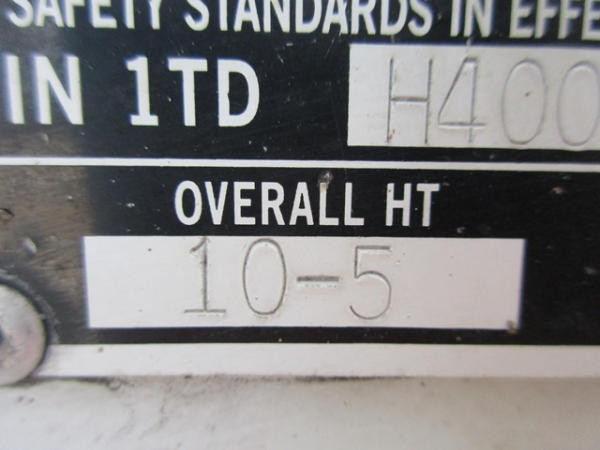 SAFETY STANDARDS IN EFFE
IN 1TD H400
OVERALL HT
10-5